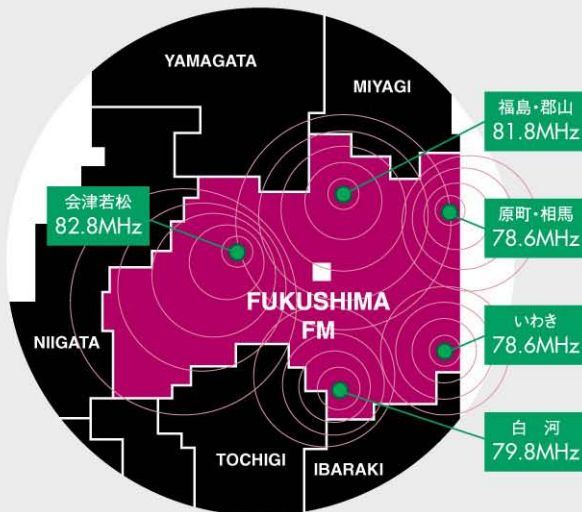 YAMAGATA
MIYAGI
福島・郡山
81.8MHz
会津若松
82.8MHz
原町・相馬
78.6MHz
FUKUSHIMA
FM
NIIGATA
いわき
78.6MHz
TOCHIGI
IBARAKI
白 河
79.8MHz